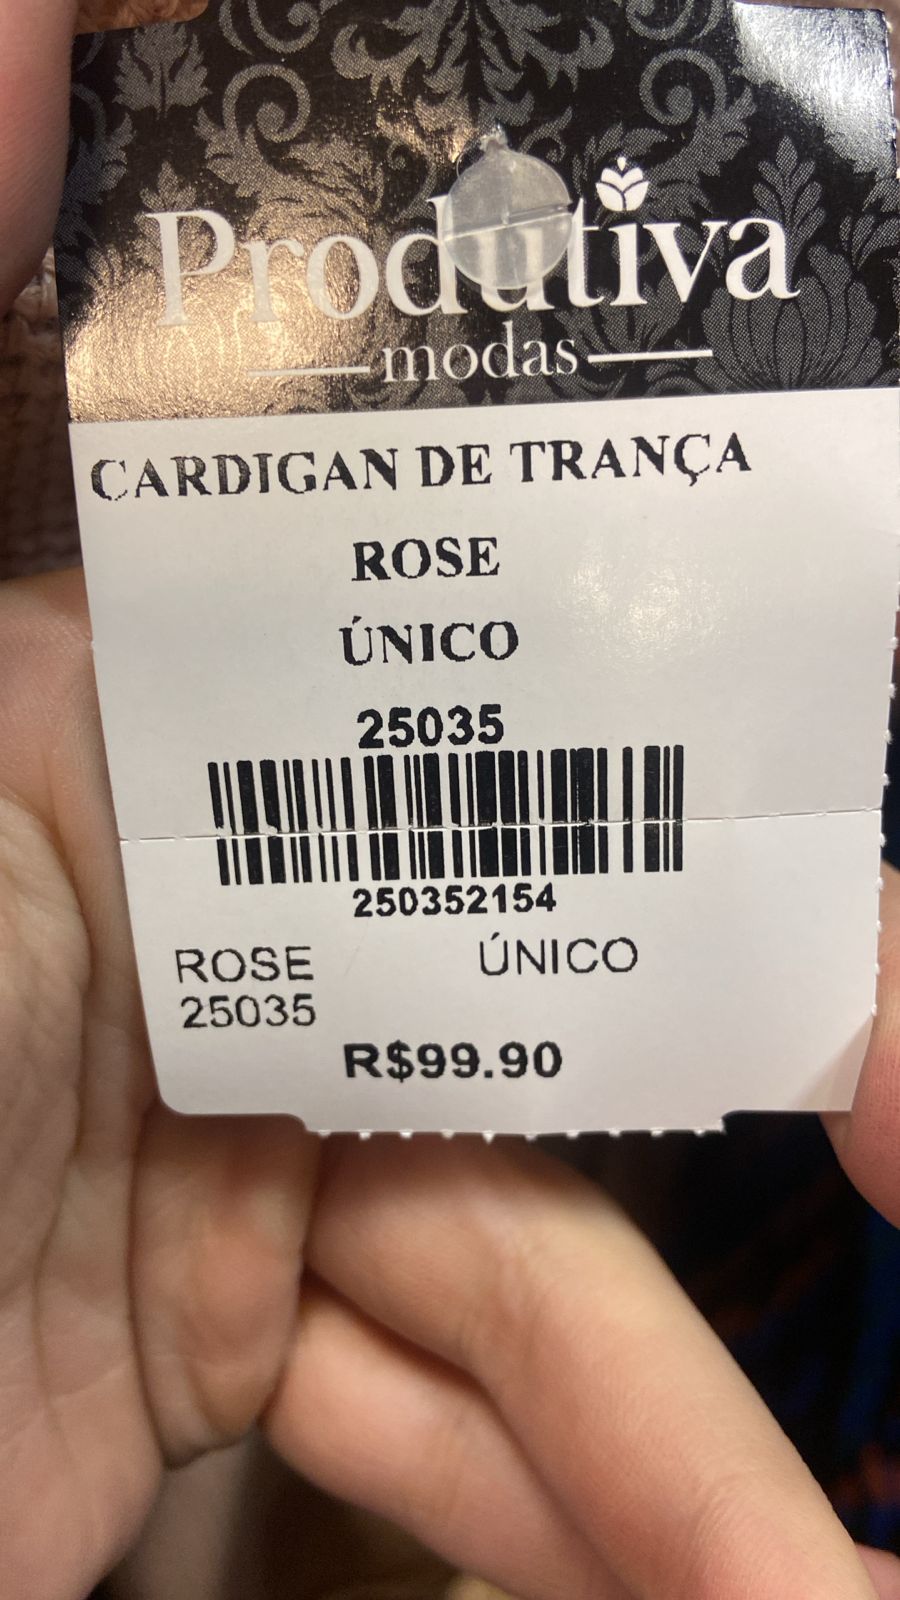 Produtiva
modas
CARDIGAN DE TRANÇA
ROSE
ÚNICO
25035
250352154
ROSE ÚNICO
25035
R$99.90